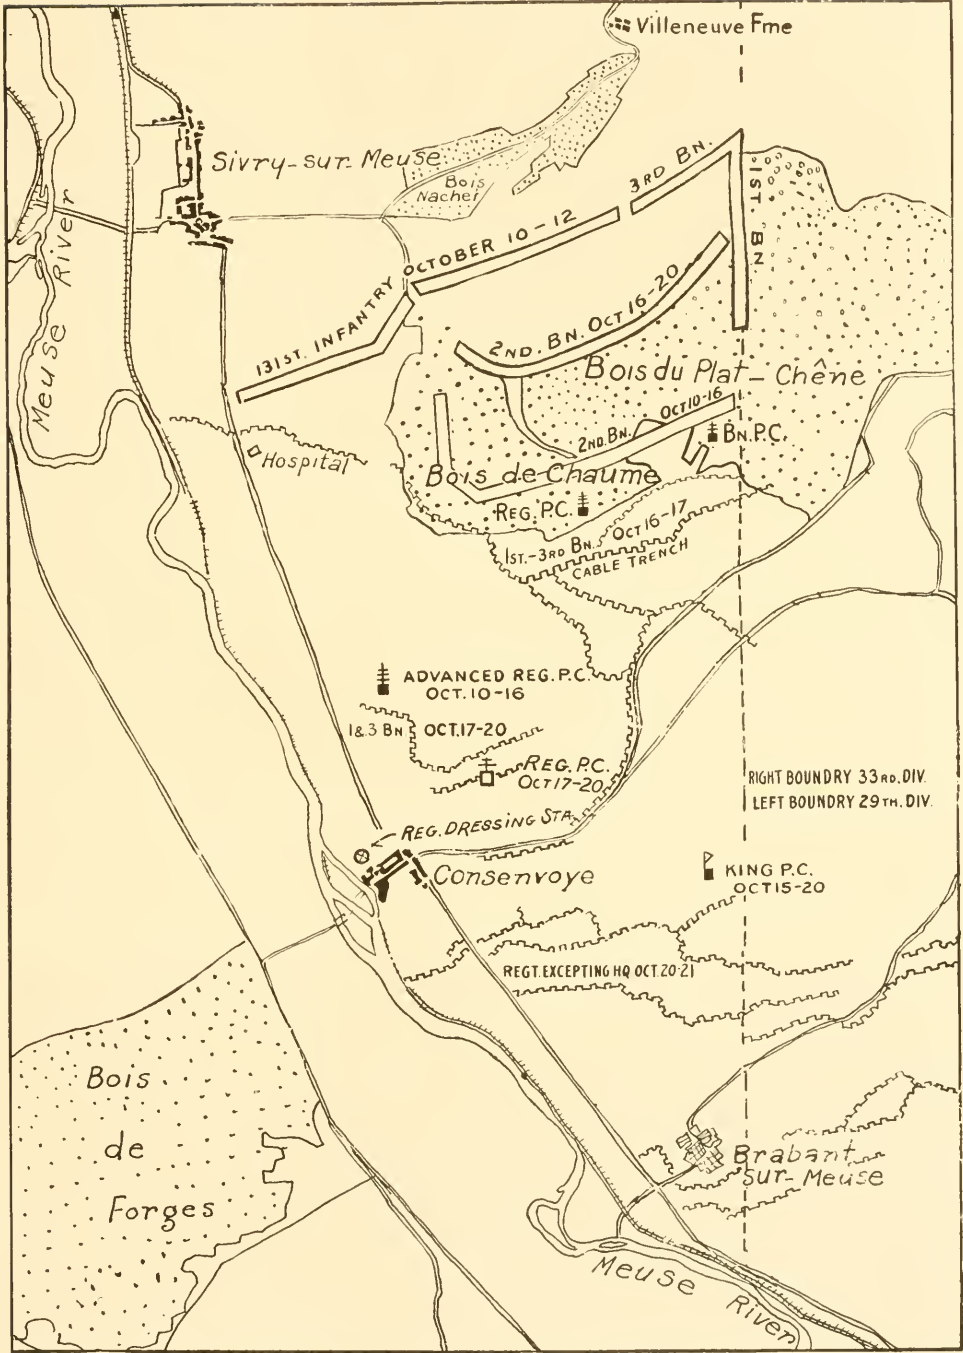 Villeneuve Fme
Sivry-sur-Meuse
Bois
Nacher
3RD BN.
1ST. BN.
131ST. INFANTRY OCTOBER 10-12
Meuse River
2ND. BN. OCT 16-20
Bois du Plat-Chêne
2ND. BN. OCT 10-16
BN. P.C.
Hospital
Bois de Chaume
REG. P.C.
1ST.-3RD BN. OCT 16-17
CABLE TRENCH
ADVANCED REG. P.C.
OCT. 10-16
1 & 3 BN OCT. 17-20
REG. P.C.
OCT 17-20
RIGHT BOUNDRY 33RD. DIV.
LEFT BOUNDRY 29TH. DIV.
REG. DRESSING STA.
Consenvoye
KING P.C.
OCT 15-20
REGT. EXCEPTING HQ OCT. 20-21
Bois
de
Forges
Brabant
sur-Meuse
Meuse River